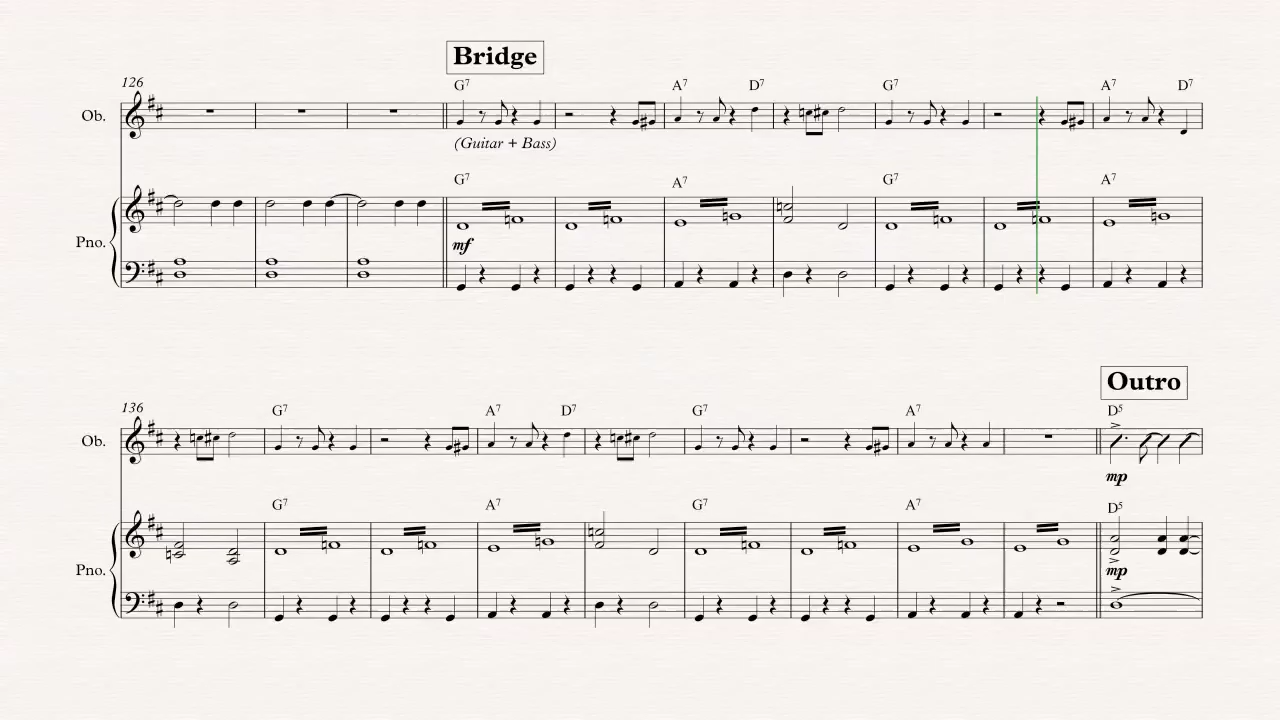 Bridge
126
G7 A7 D7 G7 A7 D7
Ob.
(Guitar + Bass)
G7 A7 G7 A7
Pno.
mf
Outro
136
G7 A7 D7 G7 A7 D5
Ob.
mp
G7 A7 G7 A7 D5
Pno.
mp